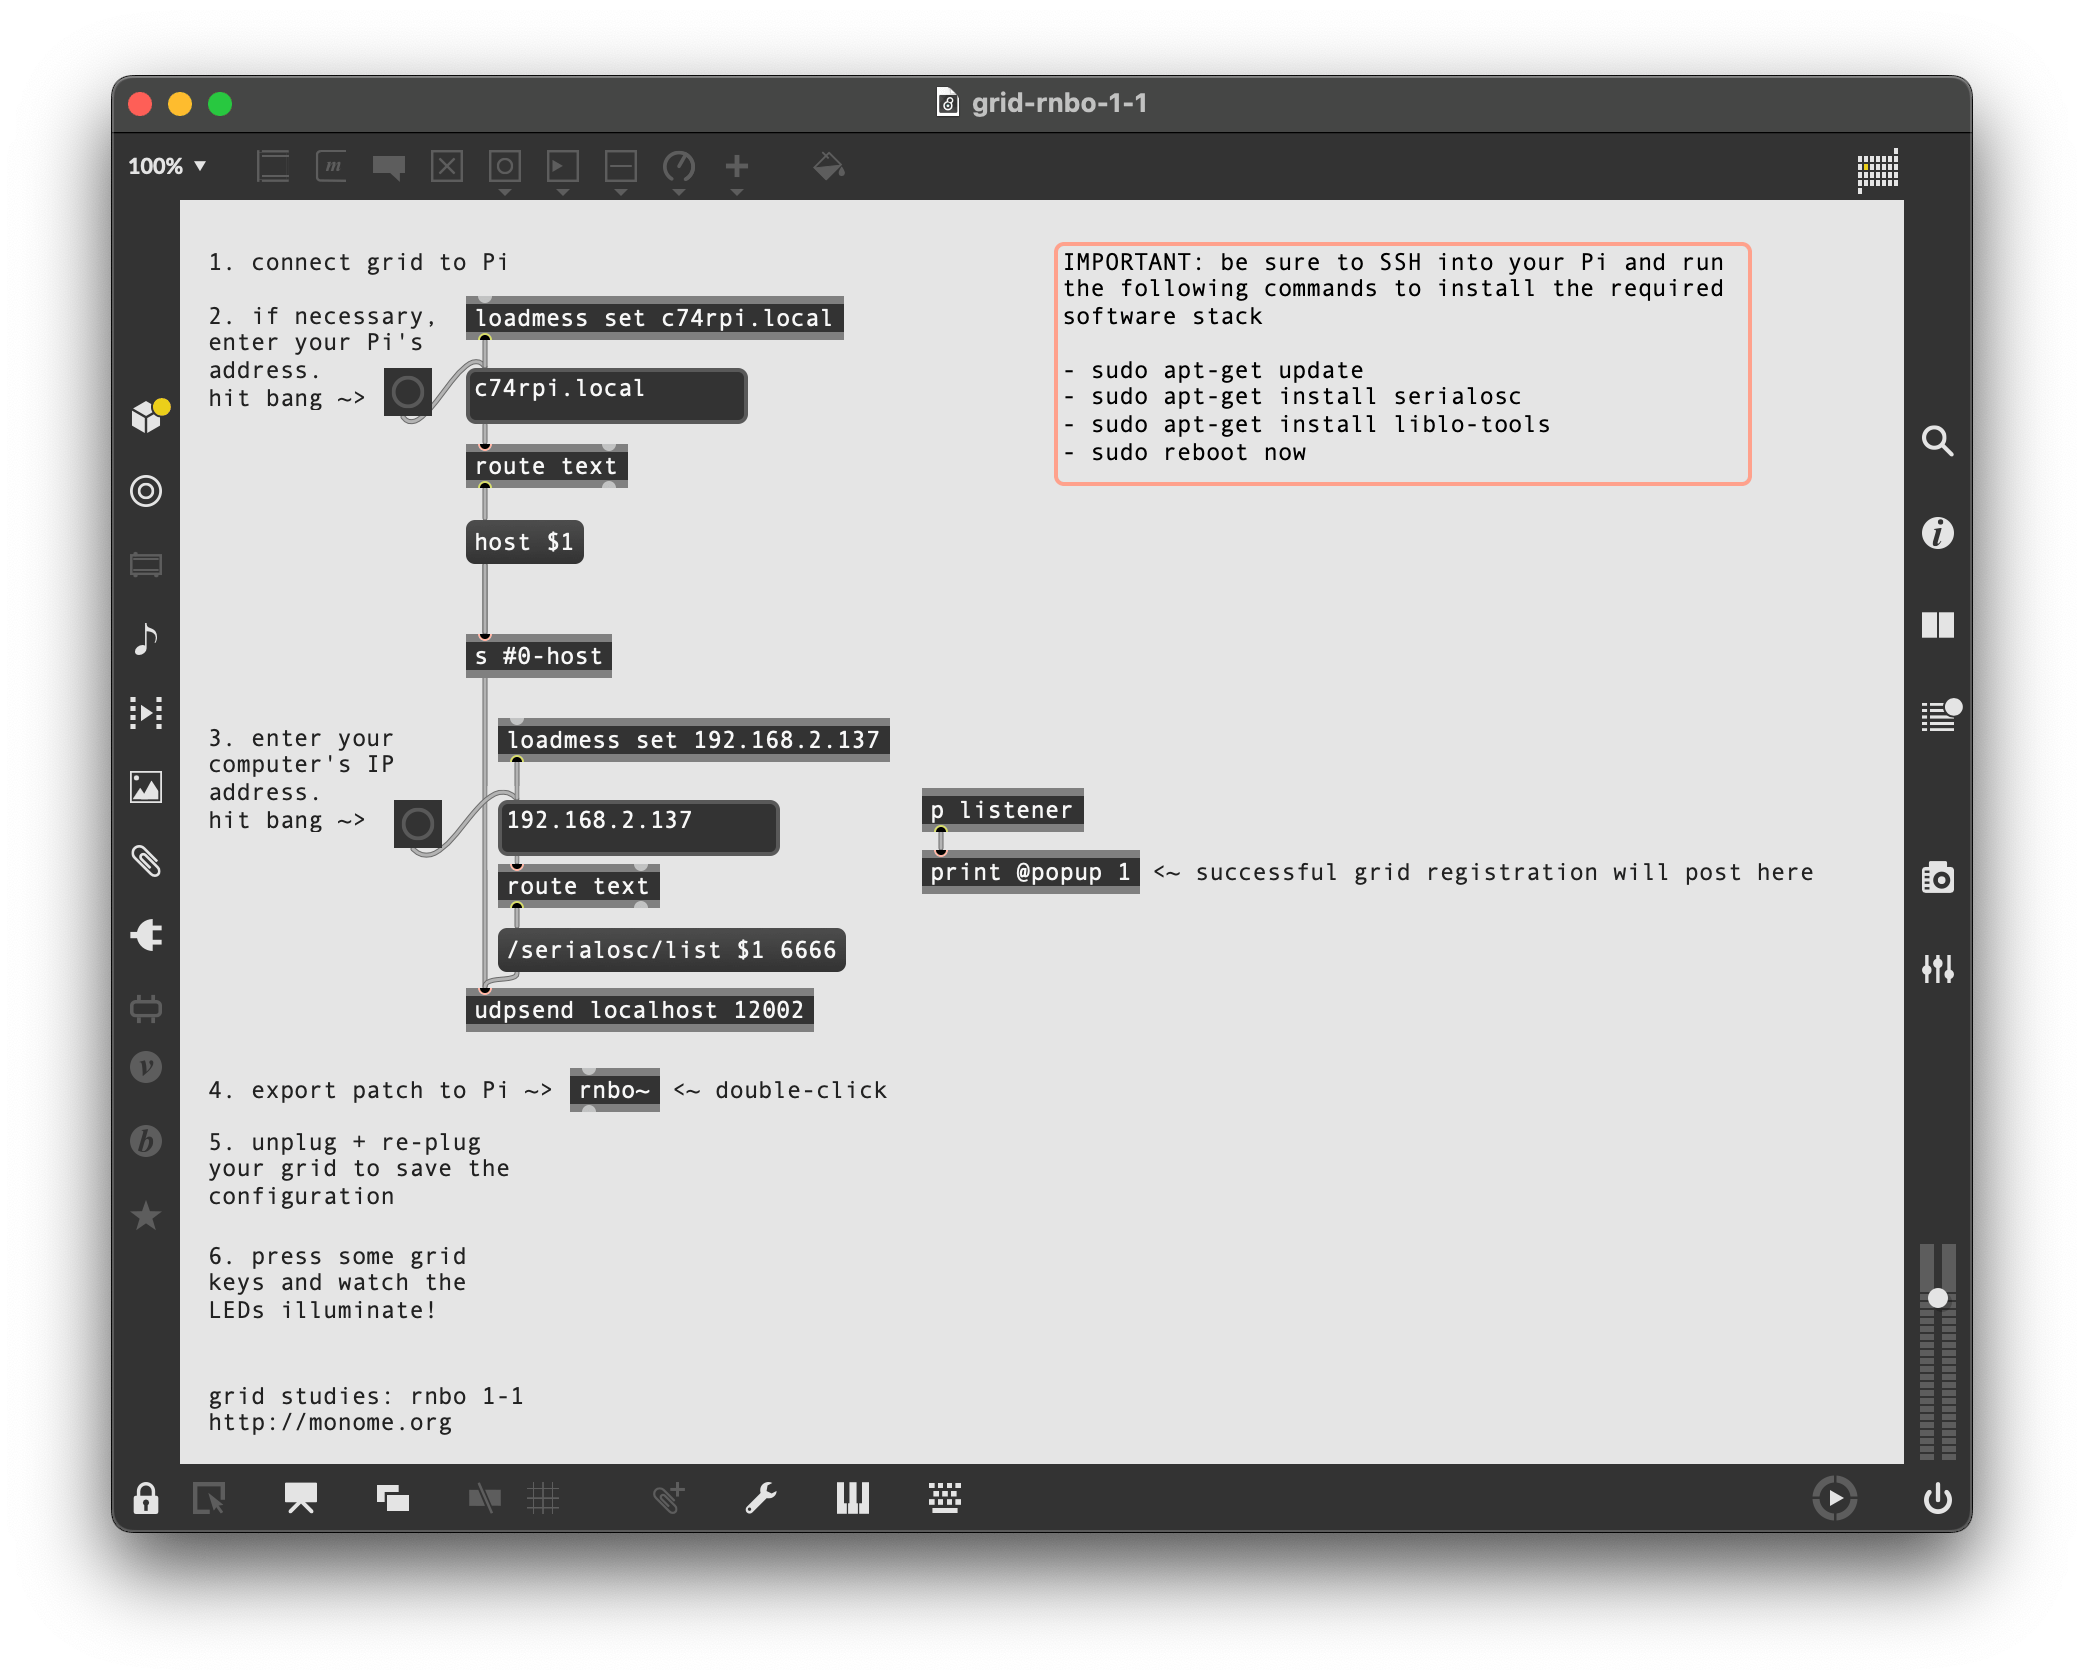 grid-rnbo-1-1
100%
1. connect grid to Pi
2. if necessary,
enter your Pi's
address.
hit bang ~>
loadmess set c74rpi.local
c74rpi.local
route text
host $1
s #0-host
IMPORTANT: be sure to SSH into your Pi and run
the following commands to install the required
software stack
- sudo apt-get update
- sudo apt-get install serialosc
- sudo apt-get install liblo-tools
- sudo reboot now
3. enter your
computer's IP
address.
hit bang ~>
loadmess set 192.168.2.137
192.168.2.137
route text
/serialosc/list $1 6666
udpsend localhost 12002
p listener
print @popup 1 <~ successful grid registration will post here
4. export patch to Pi ~> rnbo~ <~ double-click
5. unplug + re-plug
your grid to save the
configuration
6. press some grid
keys and watch the
LEDs illuminate!
grid studies: rnbo 1-1
http://monome.org